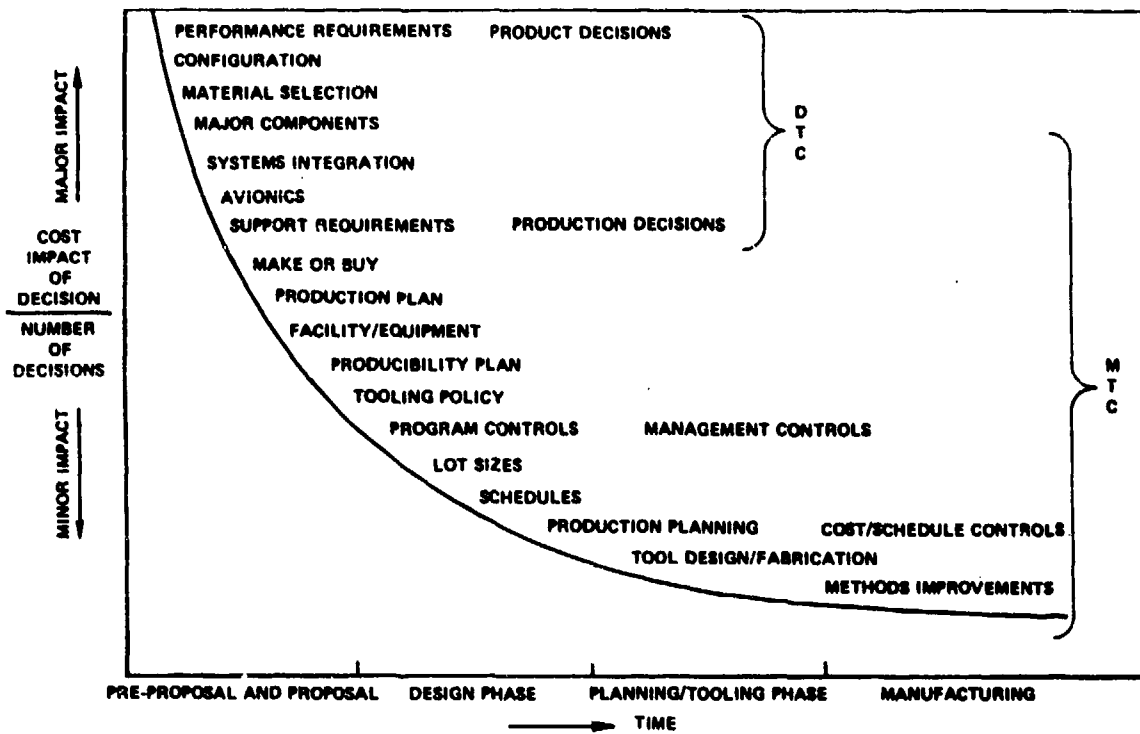 PERFORMANCE REQUIREMENTS PRODUCT DECISIONS
CONFIGURATION
MATERIAL SELECTION
MAJOR COMPONENTS
SYSTEMS INTEGRATION
AVIONICS
SUPPORT REQUIREMENTS PRODUCTION DECISIONS
MAKE OR BUY
PRODUCTION PLAN
FACILITY/EQUIPMENT
PRODUCIBILITY PLAN
TOOLING POLICY
PROGRAM CONTROLS MANAGEMENT CONTROLS
LOT SIZES
SCHEDULES
PRODUCTION PLANNING COST/SCHEDULE CONTROLS
TOOL DESIGN/FABRICATION
METHODS IMPROVEMENTS
DTC
MTC
MAJOR IMPACT
COST
IMPACT
OF
DECISION
NUMBER
OF
DECISIONS
MINOR IMPACT
PRE-PROPOSAL AND PROPOSAL DESIGN PHASE PLANNING/TOOLING PHASE MANUFACTURING
TIME